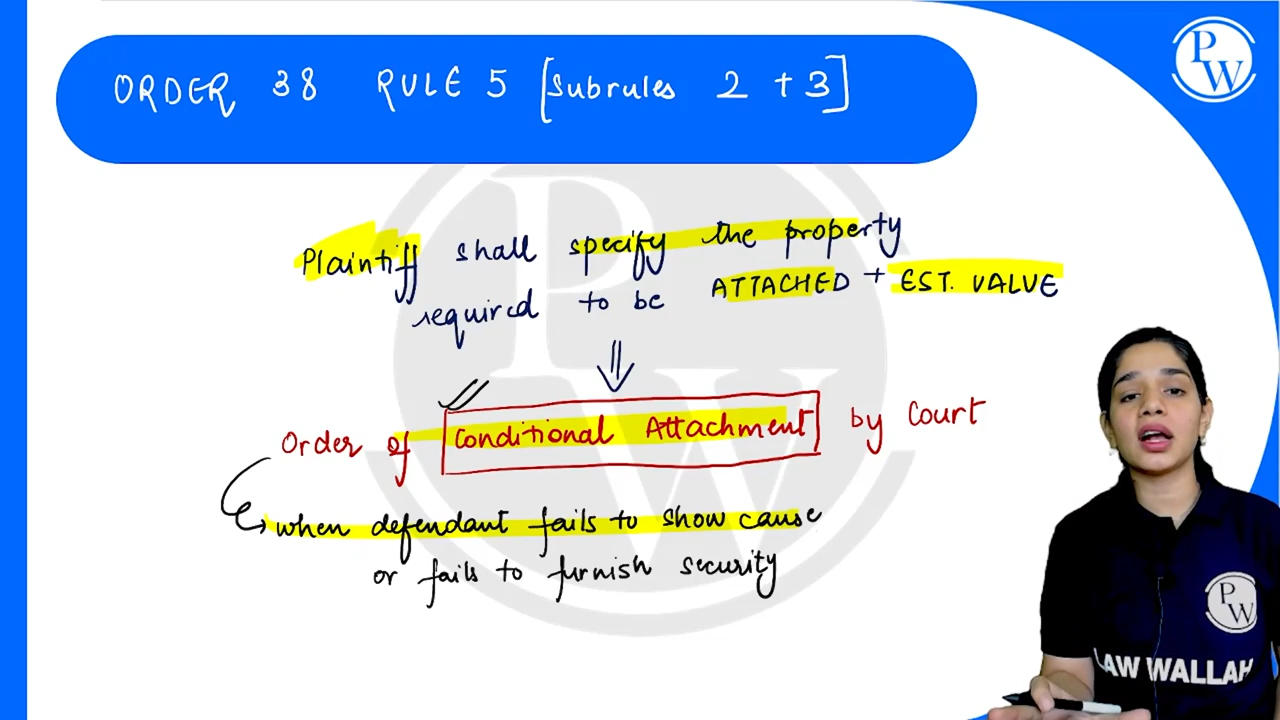 ORDER 38 RULE 5 [Subrules 2 + 3]
PW
Plaintiff shall specify the property
required to be ATTACHED + EST. VALUE
Order of Conditional Attachment by Court
when defendant fails to show cause
or fails to furnish security
PW
PW
LAW WALLAH